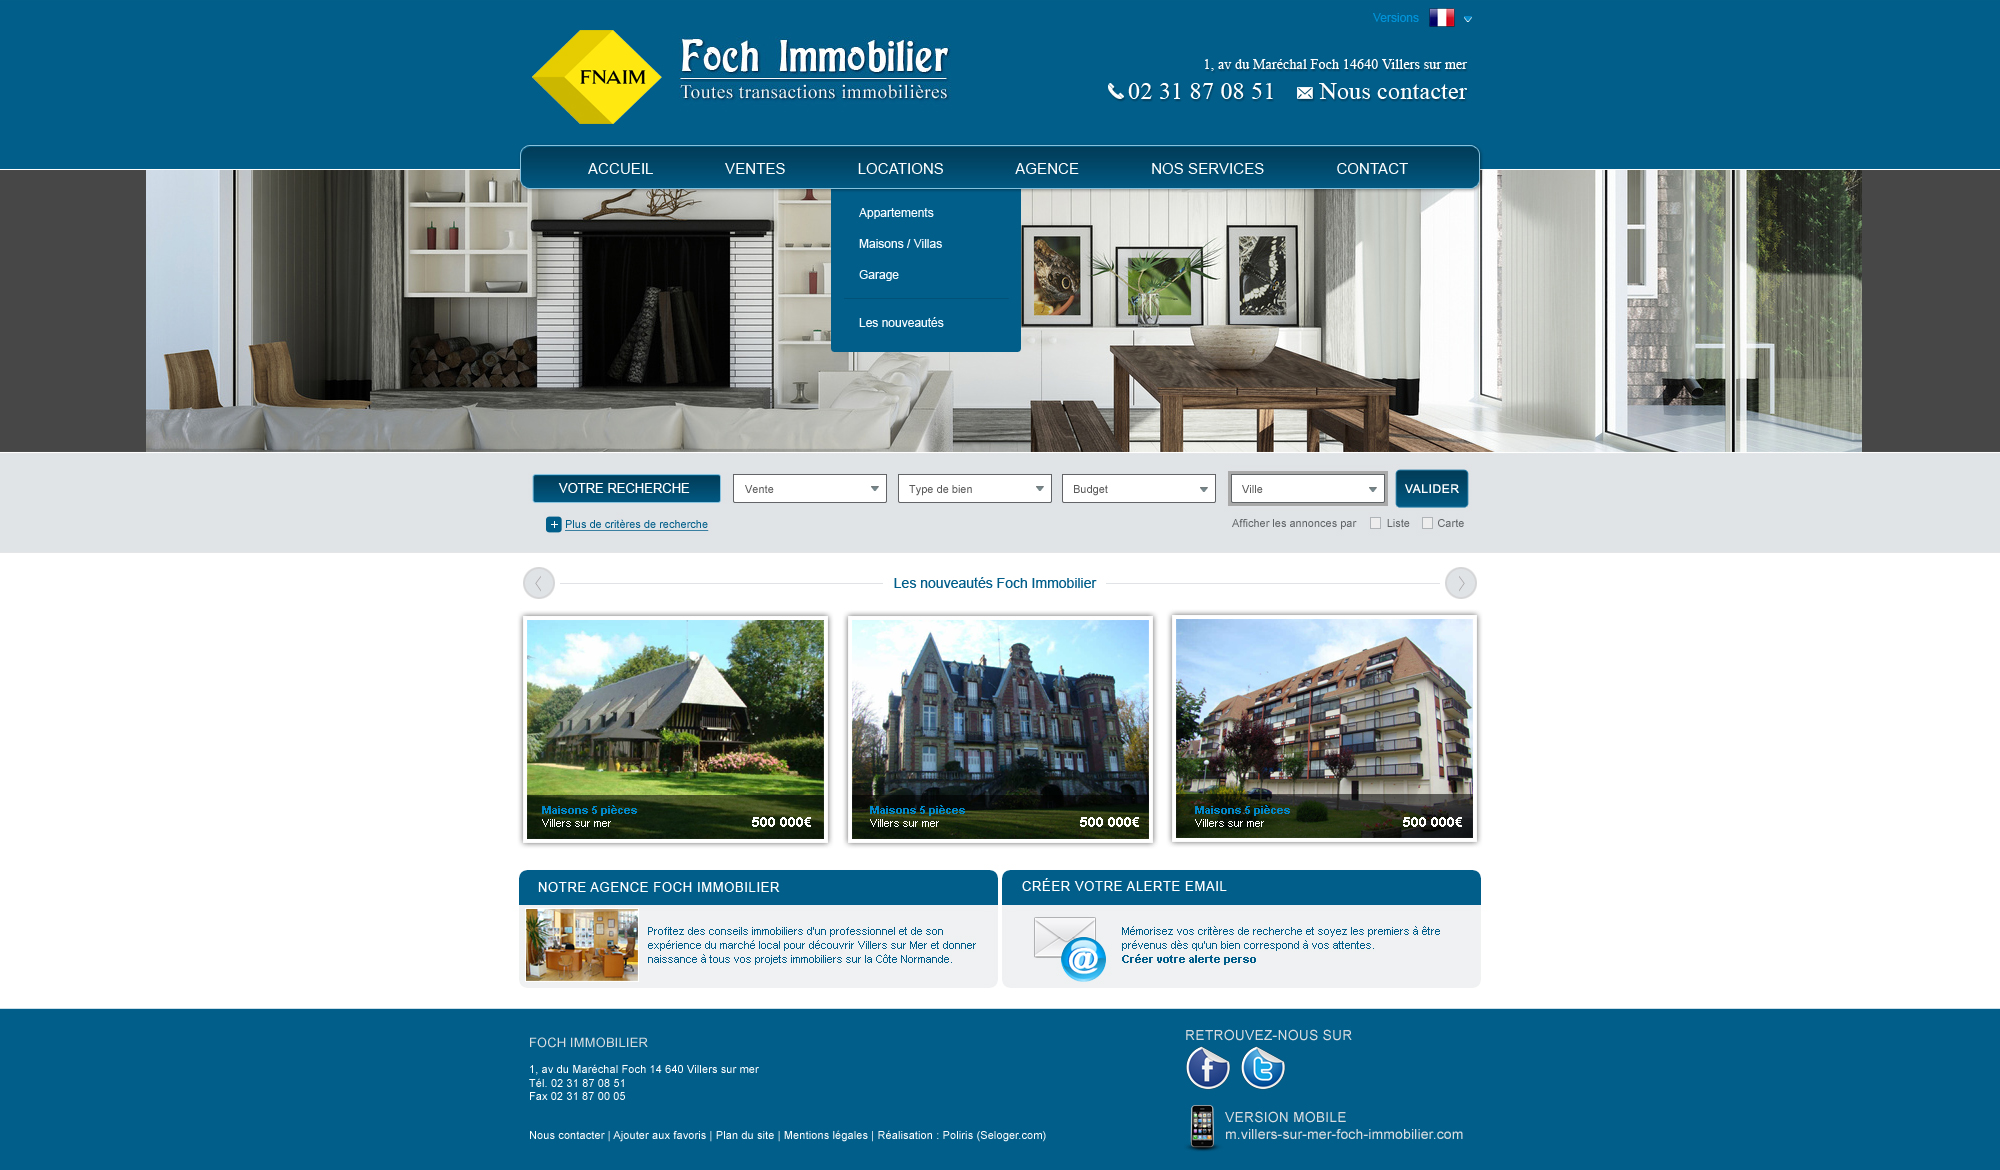 Versions
FNAIM
Foch Immobilier
Toutes transactions immobilières
1, av du Maréchal Foch 14640 Villers sur mer
02 31 87 08 51 Nous contacter
ACCUEIL VENTES LOCATIONS AGENCE NOS SERVICES CONTACT
Appartements
Maisons / Villas
Garage
Les nouveautés
VOTRE RECHERCHE Vente Type de bien Budget Ville VALIDER
+ Plus de critères de recherche Afficher les annonces par Liste Carte
Les nouveautés Foch Immobilier
Maisons 5 pièces
Villers sur mer 500 000€
Maisons 5 pièces
Villers sur mer 500 000€
Maisons 5 pièces
Villers sur mer 500 000€
NOTRE AGENCE FOCH IMMOBILIER
Profitez des conseils immobiliers d'un professionnel et de son
expérience du marché local pour découvrir Villers sur Mer et donner
naissance à tous vos projets immobiliers sur la Côte Normande.
CRÉER VOTRE ALERTE EMAIL
Mémorisez vos critères de recherche et soyez les premiers à être
prévenus dès qu'un bien correspond à vos attentes.
Créer votre alerte perso
FOCH IMMOBILIER
1, av du Maréchal Foch 14 640 Villers sur mer
Tél. 02 31 87 08 51
Fax 02 31 87 00 05
Nous contacter | Ajouter aux favoris | Plan du site | Mentions légales | Réalisation : Poliris (Seloger.com)
RETROUVEZ-NOUS SUR
VERSION MOBILE
m.villers-sur-mer-foch-immobilier.com